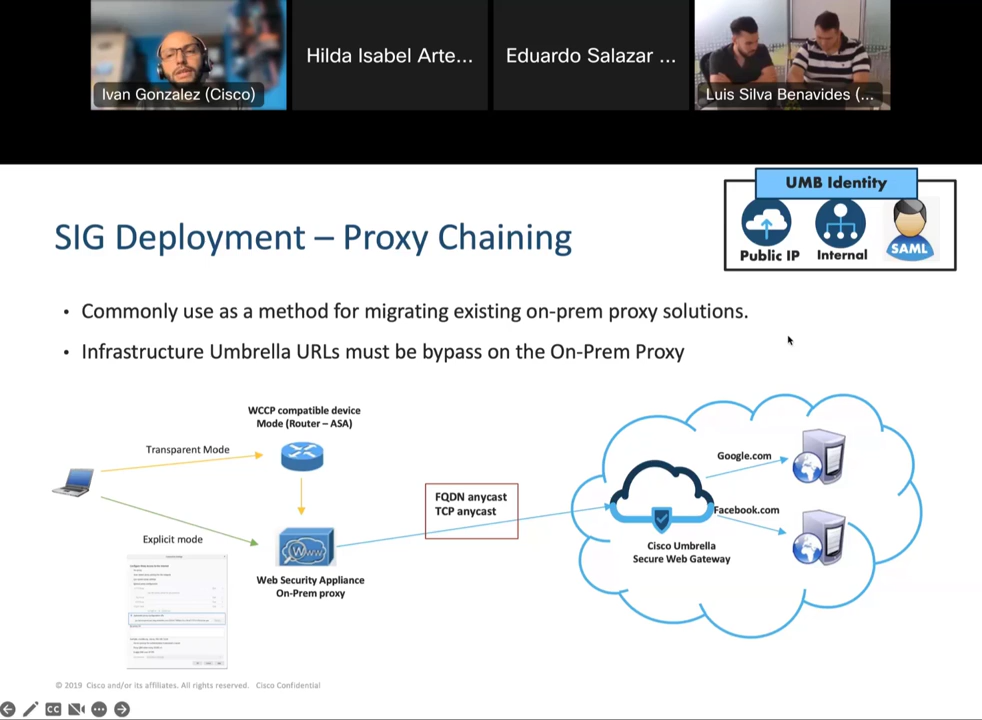 Ivan Gonzalez (Cisco)
Hilda Isabel Arte...
Eduardo Salazar ...
Luis Silva Benavides (...
UMB Identity
Public IP
Internal
SAML
SIG Deployment – Proxy Chaining
• Commonly use as a method for migrating existing on-prem proxy solutions.
• Infrastructure Umbrella URLs must be bypass on the On-Prem Proxy
WCCP compatible device
Mode (Router – ASA)
Transparent Mode
Explicit mode
Www
Web Security Appliance
On-Prem proxy
FQDN anycast
TCP anycast
Google.com
Facebook.com
Cisco Umbrella
Secure Web Gateway
© 2019 Cisco and/or its affiliates. All rights reserved. Cisco Confidential
CC